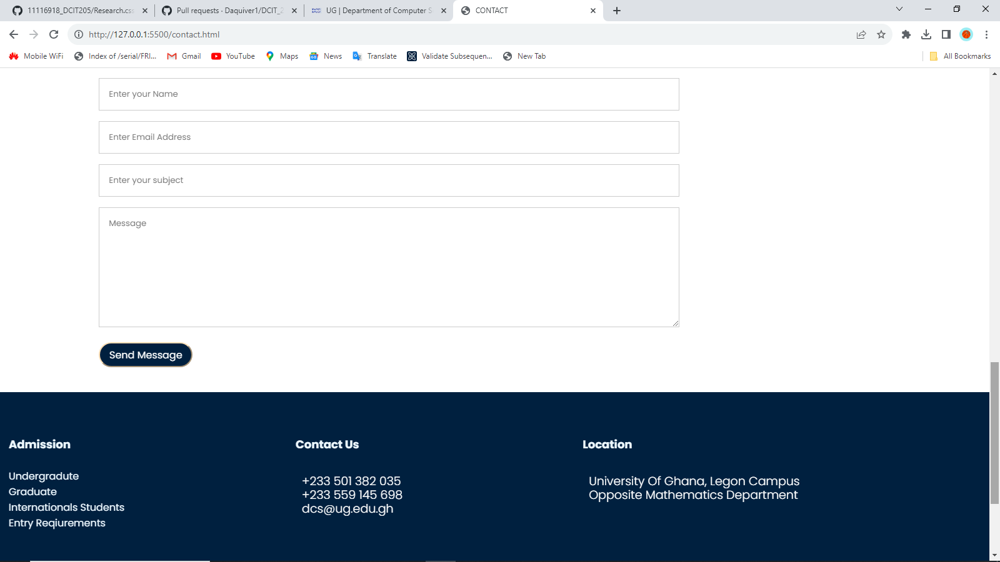 11116918_DCIT205/Research.css
Pull requests · Daquiver1/DCIT_2
UG | Department of Computer S
CONTACT
http://127.0.0.1:5500/contact.html
Mobile WiFi
Index of /serial/FRI...
Gmail
YouTube
Maps
News
Translate
Validate Subsequen...
New Tab
All Bookmarks
Enter your Name
Enter Email Address
Enter your subject
Message
Send Message
Admission
Undergradute
Graduate
Internationals Students
Entry Reqiurements
Contact Us
+233 501 382 035
+233 559 145 698
dcs@ug.edu.gh
Location
University Of Ghana, Legon Campus
Opposite Mathematics Department